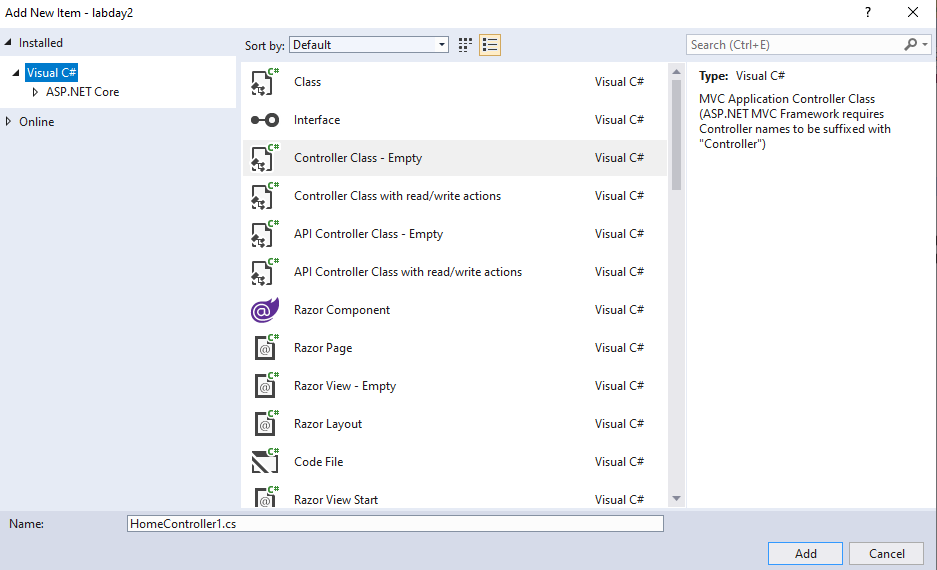 Add New Item - labday2
?
Installed
Sort by: Default
Search (Ctrl+E)
Visual C#
ASP.NET Core
Online
C# Class Visual C#
Interface Visual C#
C# Controller Class - Empty Visual C#
C# Controller Class with read/write actions Visual C#
C# API Controller Class - Empty Visual C#
C# API Controller Class with read/write actions Visual C#
@ Razor Component Visual C#
C# @ Razor Page Visual C#
C# @ Razor View - Empty Visual C#
C# @ Razor Layout Visual C#
C# Code File Visual C#
C# @ Razor View Start Visual C#
Type: Visual C#
MVC Application Controller Class
(ASP.NET MVC Framework requires
Controller names to be suffixed with
"Controller")
Name: HomeController1.cs
Add Cancel